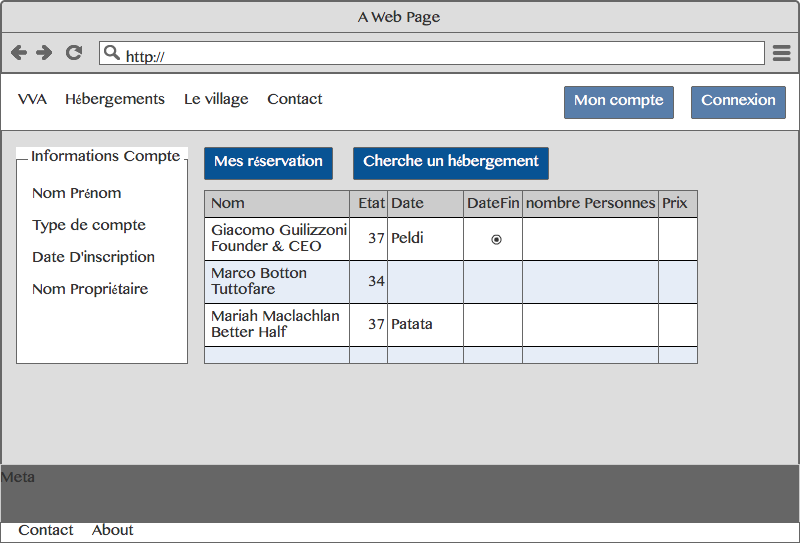 A Web Page
http://
VVA Hébergements Le village Contact Mon compte Connexion
Informations Compte
Nom Prénom
Type de compte
Date D'inscription
Nom Propriétaire
Mes réservation Cherche un hébergement
Nom Etat Date DateFin nombre Personnes Prix
Giacomo Guilizzoni
Founder & CEO 37 Peldi
Marco Botton
Tuttofare 34
Mariah Maclachlan
Better Half 37 Patata
Meta
Contact About